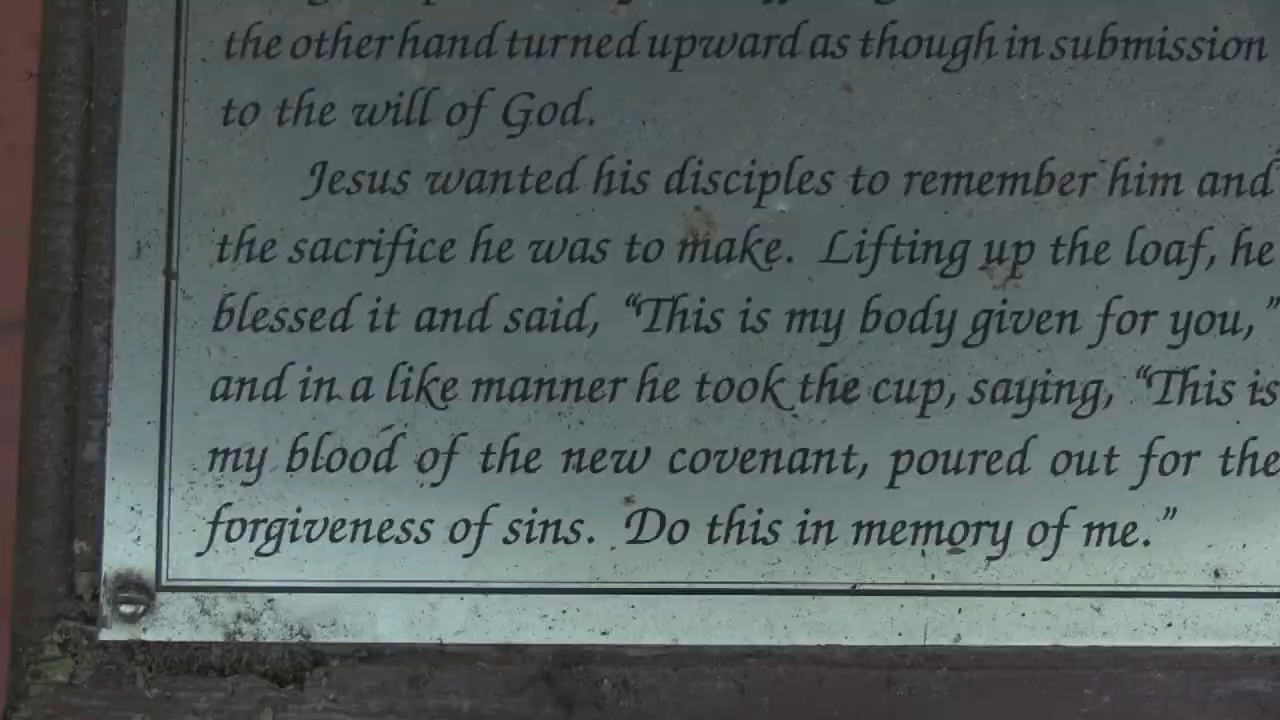 the other hand turned upward as though in submission
to the will of God.
Jesus wanted his disciples to remember him and
the sacrifice he was to make. Lifting up the loaf, he
blessed it and said, “This is my body given for you,”
and in a like manner he took the cup, saying, “This is
my blood of the new covenant, poured out for the
forgiveness of sins. Do this in memory of me.”